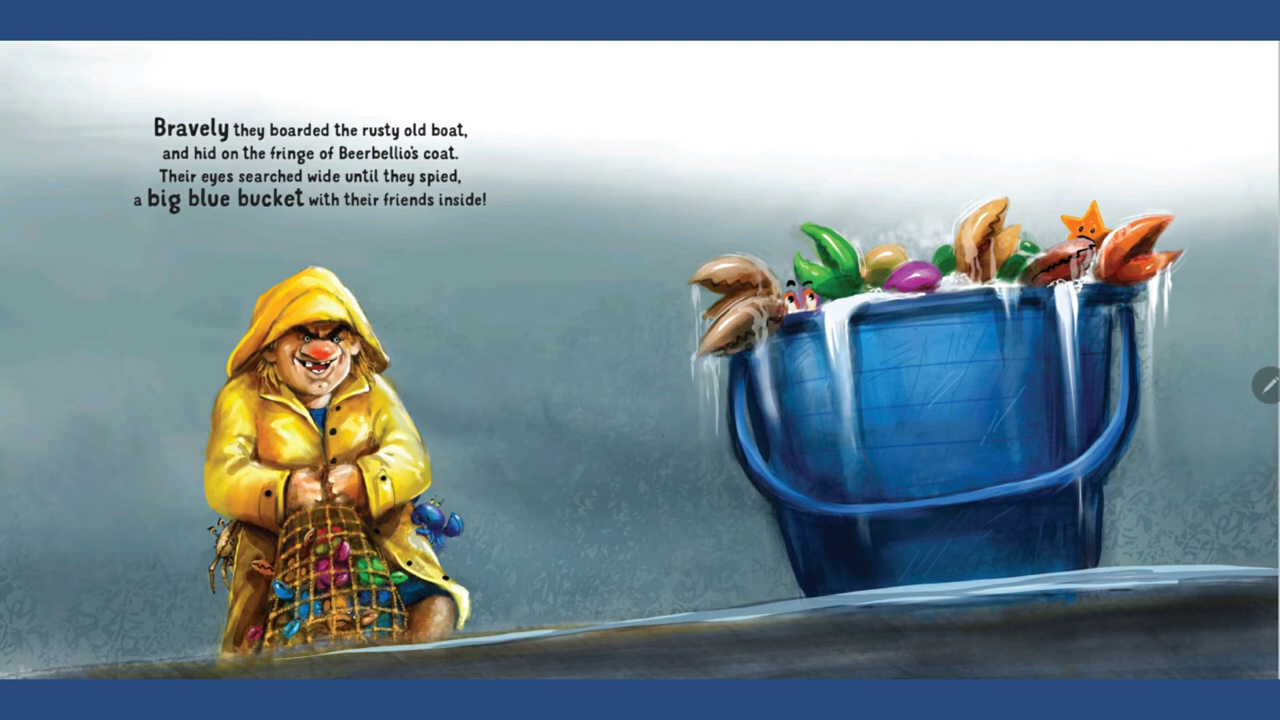 Bravely they boarded the rusty old boat,
and hid on the fringe of Beerbellio's coat.
Their eyes searched wide until they spied,
a big blue bucket with their friends inside!